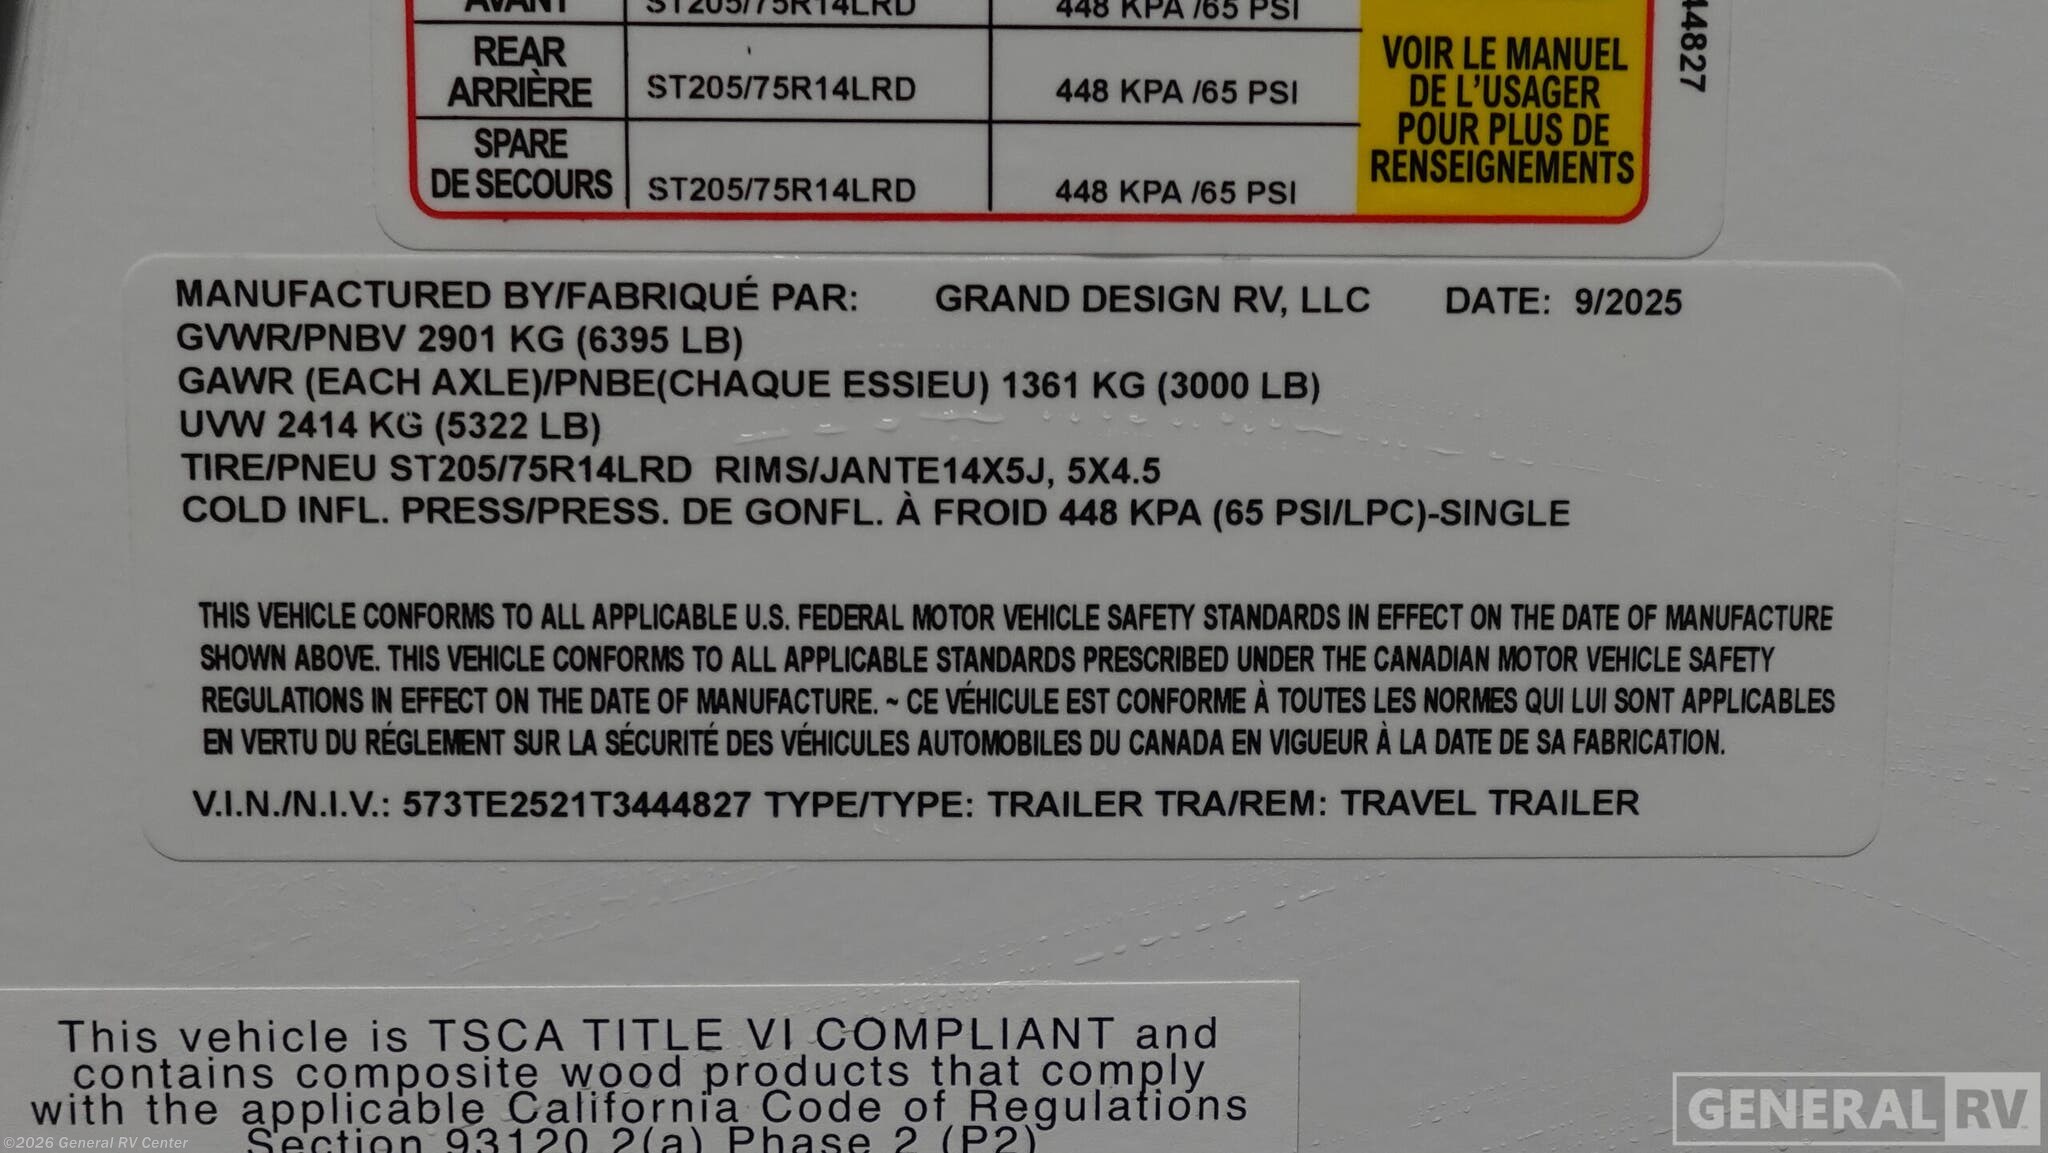 AVANT ST205/75R14LRD 448 KPA /65 PSI
REAR
ARRIÈRE ST205/75R14LRD 448 KPA /65 PSI
SPARE
DE SECOURS ST205/75R14LRD 448 KPA /65 PSI
VOIR LE MANUEL
DE L'USAGER
POUR PLUS DE
RENSEIGNEMENTS
44827
MANUFACTURED BY/FABRIQUÉ PAR: GRAND DESIGN RV, LLC DATE: 9/2025
GVWR/PNBV 2901 KG (6395 LB)
GAWR (EACH AXLE)/PNBE(CHAQUE ESSIEU) 1361 KG (3000 LB)
UVW 2414 KG (5322 LB)
TIRE/PNEU ST205/75R14LRD RIMS/JANTE14X5J, 5X4.5
COLD INFL. PRESS/PRESS. DE GONFL. À FROID 448 KPA (65 PSI/LPC)-SINGLE
THIS VEHICLE CONFORMS TO ALL APPLICABLE U.S. FEDERAL MOTOR VEHICLE SAFETY STANDARDS IN EFFECT ON THE DATE OF MANUFACTURE
SHOWN ABOVE. THIS VEHICLE CONFORMS TO ALL APPLICABLE STANDARDS PRESCRIBED UNDER THE CANADIAN MOTOR VEHICLE SAFETY
REGULATIONS IN EFFECT ON THE DATE OF MANUFACTURE. ~ CE VÉHICULE EST CONFORME À TOUTES LES NORMES QUI LUI SONT APPLICABLES
EN VERTU DU RÉGLEMENT SUR LA SÉCURITÉ DES VÉHICULES AUTOMOBILES DU CANADA EN VIGUEUR À LA DATE DE SA FABRICATION.
V.I.N./N.I.V.: 573TE2521T3444827 TYPE/TYPE: TRAILER TRA/REM: TRAVEL TRAILER
This vehicle is TSCA TITLE VI COMPLIANT and
contains composite wood products that comply
with the applicable California Code of Regulations
Section 93120.2(a) Phase 2 (P2)
©2026 General RV Center
GENERAL RV